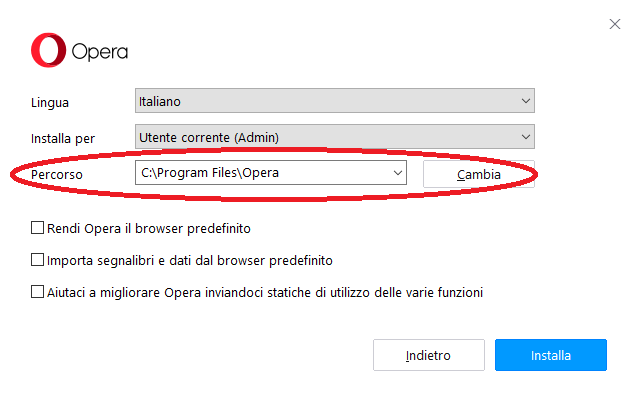 Opera
Lingua Italiano
Installa per Utente corrente (Admin)
Percorso C:\Program Files\Opera Cambia
Rendi Opera il browser predefinito
Importa segnalibri e dati dal browser predefinito
Aiutaci a migliorare Opera inviandoci statiche di utilizzo delle varie funzioni
Indietro Installa